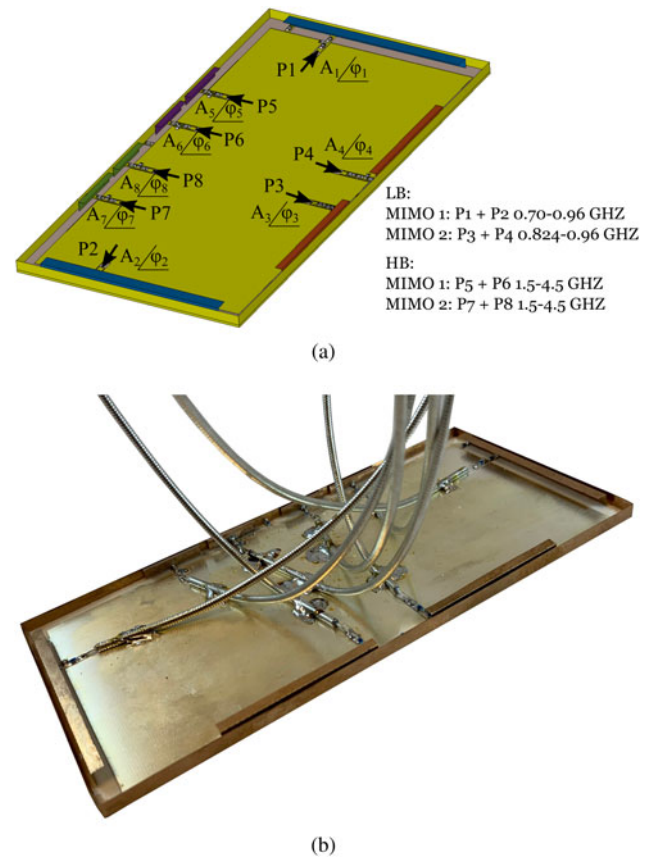 P1
A1/φ1
A5/φ5
P5
A6/φ6
P6
A4/φ4
P4
A8/φ8
P8
P3
A3/φ3
A7/φ7
P7
P2
A2/φ2
LB:
MIMO 1: P1 + P2 0.70-0.96 GHZ
MIMO 2: P3 + P4 0.824-0.96 GHZ
HB:
MIMO 1: P5 + P6 1.5-4.5 GHZ
MIMO 2: P7 + P8 1.5-4.5 GHZ
(a)
(b)